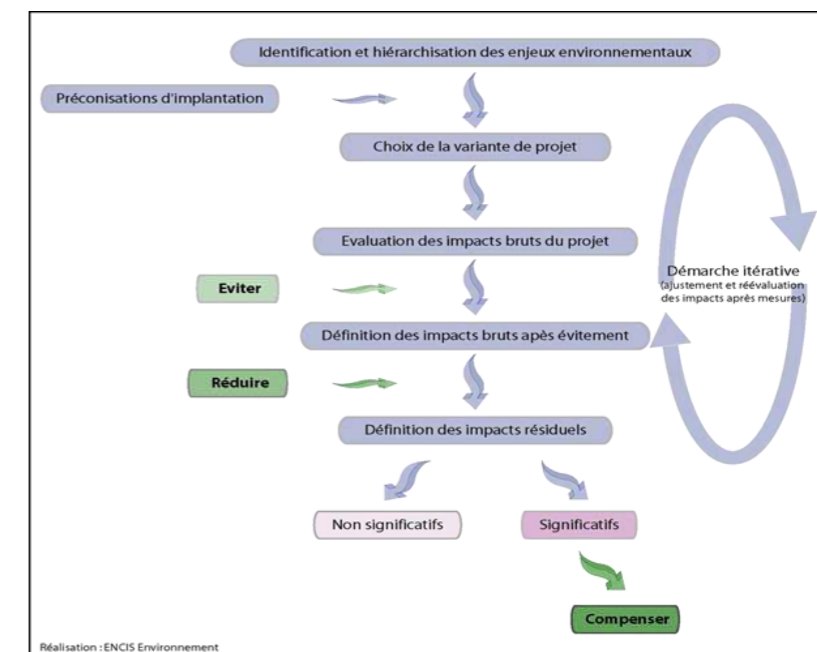 Identification et hiérarchisation des enjeux environnementaux
Préconisations d'implantation
Choix de la variante de projet
Evaluation des impacts bruts du projet
Démarche itérative
(ajustement et réévaluation
des impacts après mesures)
Eviter
Définition des impacts bruts apès évitement
Réduire
Définition des impacts résiduels
Non significatifs
Significatifs
Compenser
Réalisation : ENCIS Environnement